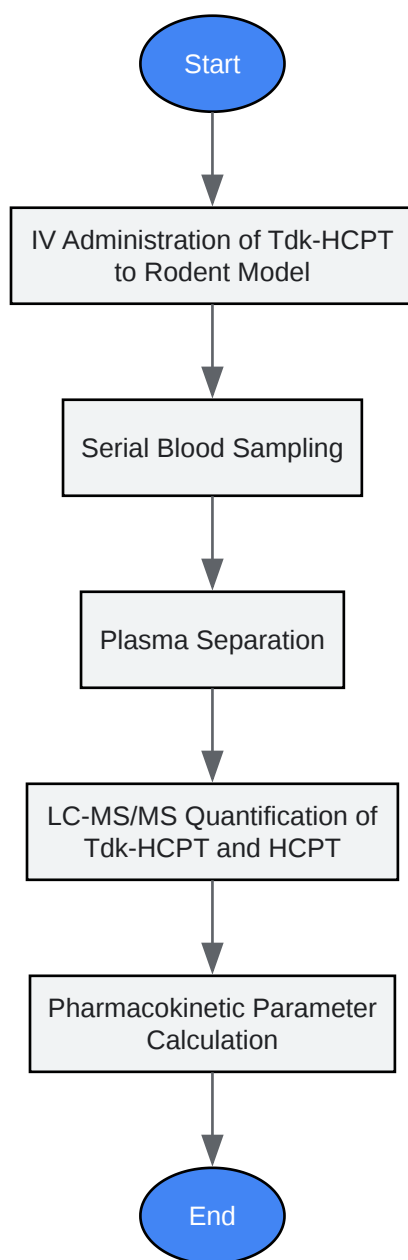 Start
IV Administration of Tdk-HCPT
to Rodent Model
Serial Blood Sampling
Plasma Separation
LC-MS/MS Quantification of
Tdk-HCPT and HCPT
Pharmacokinetic Parameter
Calculation
End